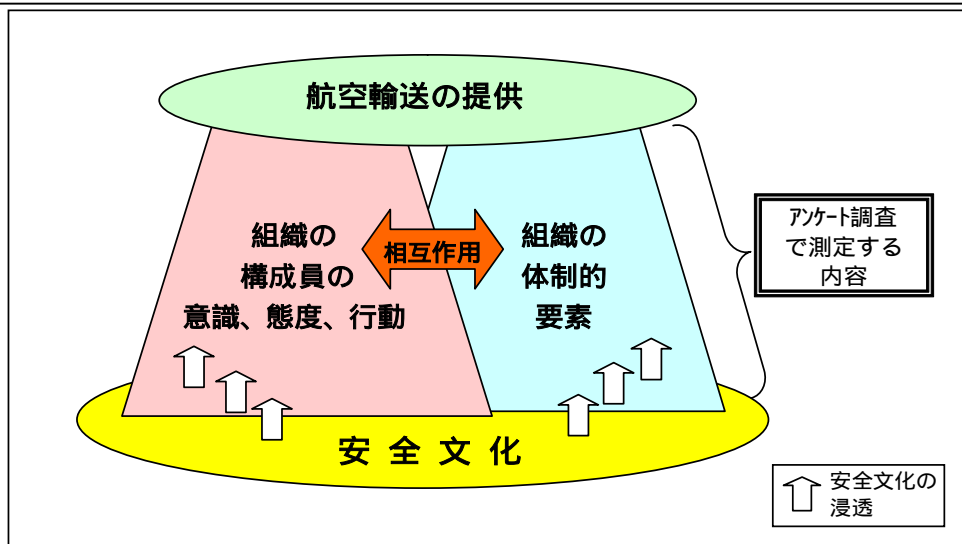 航空輸送の提供
組織の
構成員の
意識、態度、行動
相互作用
組織の
体制的
要素
アンケート調査
で測定する
内容
安 全 文 化
安全文化の
浸透